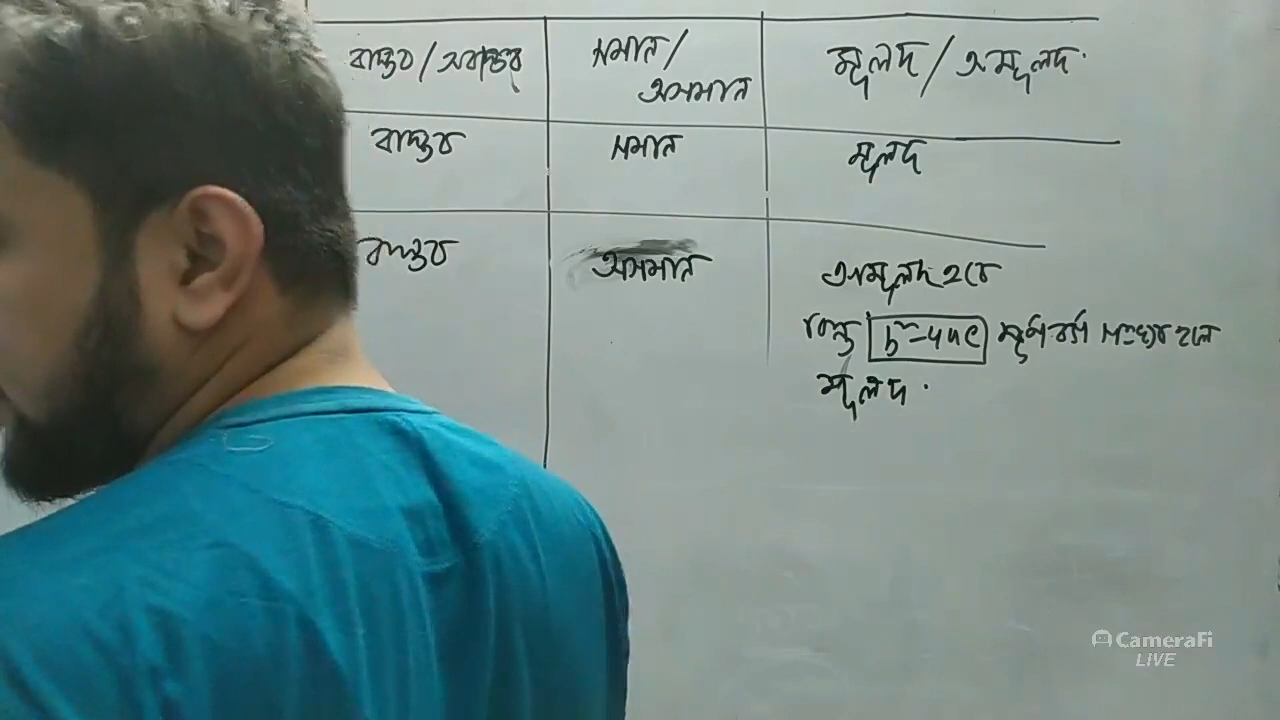 বাস্তব / অবাস্তব
সমান /
অসমান
মূলদ / অমূলদ
বাস্তব
সমান
মূলদ
বাস্তব
অসমান
অমূলদ হবে
কিন্তু b²-4ac পূর্ণবর্গ সংখ্যা হলে
মূলদ
CameraFi
LIVE